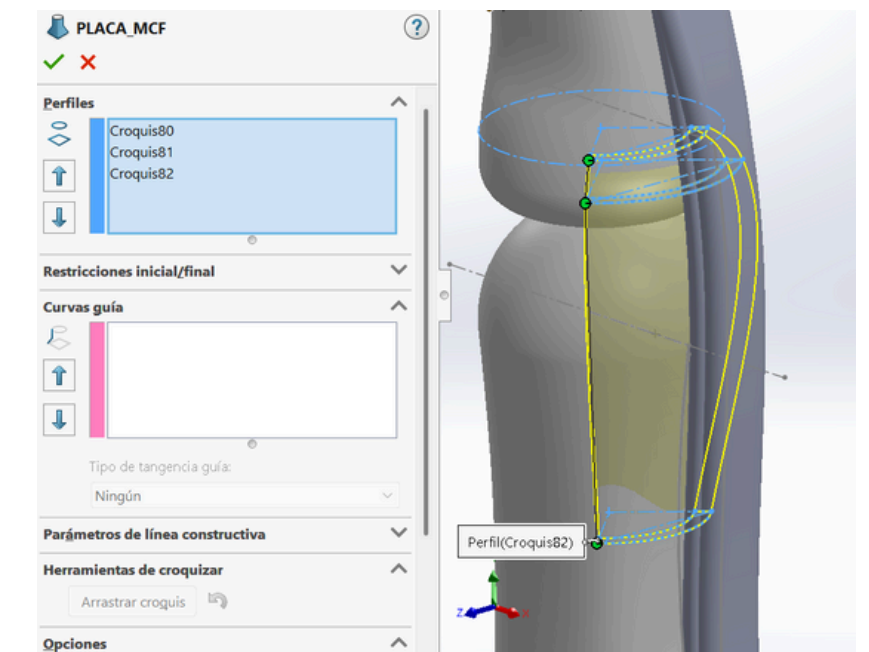 PLACA_MCF
?
Perfiles
Croquis80
Croquis81
Croquis82
Restricciones inicial/final
Curvas guía
Tipo de tangencia guía:
Ningún
Parámetros de línea constructiva
Herramientas de croquizar
Arrastrar croquis
Opciones
Perfil(Croquis82)
z
x